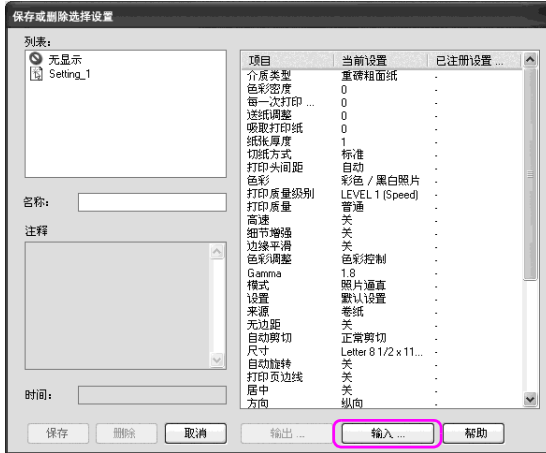 保存或删除选择设置
列表:
无显示
Setting_1
名称:
注释
时间:
项目 当前设置 已注册设置 ...
介质类型 重磅粗面纸 -
色彩密度 0 -
每一次打印 ... 0 -
送纸调整 0 -
吸取打印纸 0 -
纸张厚度 1 -
切纸方式 标准 -
打印头间距 自动 -
色彩 彩色 / 黑白照片 -
打印质量级别 LEVEL 1 (Speed) -
打印质量 普通 -
高速 关 -
细节增强 关 -
边缘平滑 关 -
色彩调整 色彩控制 -
Gamma 1.8 -
模式 照片逼真 -
设置 默认设置 -
来源 卷纸 -
无边距 关 -
自动剪切 正常剪切 -
尺寸 Letter 8 1/2 x 11... -
自动旋转 关 -
打印页边线 关 -
居中 关 -
方向 纵向 -
保存 删除 取消 输出 ... 输入 ... 帮助